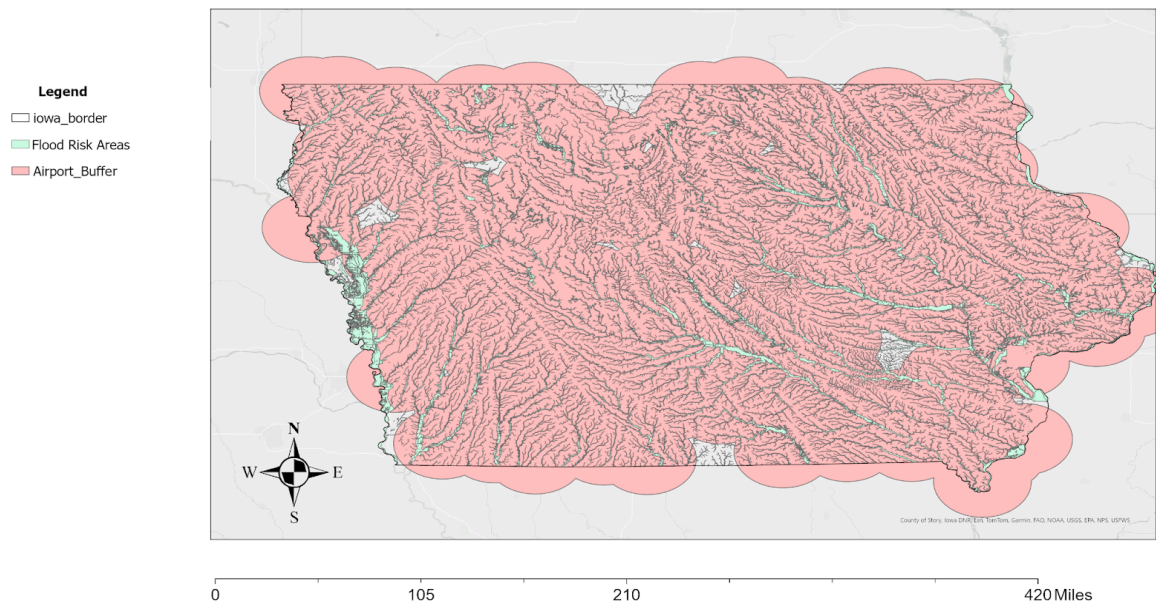 Legend
iowa_border
Flood Risk Areas
Airport_Buffer
N
W E
S
County of Story, Iowa DNR, Esri, TomTom, Garmin, FAO, NOAA, USGS, EPA, NPS, USFWS
0 105 210 420 Miles